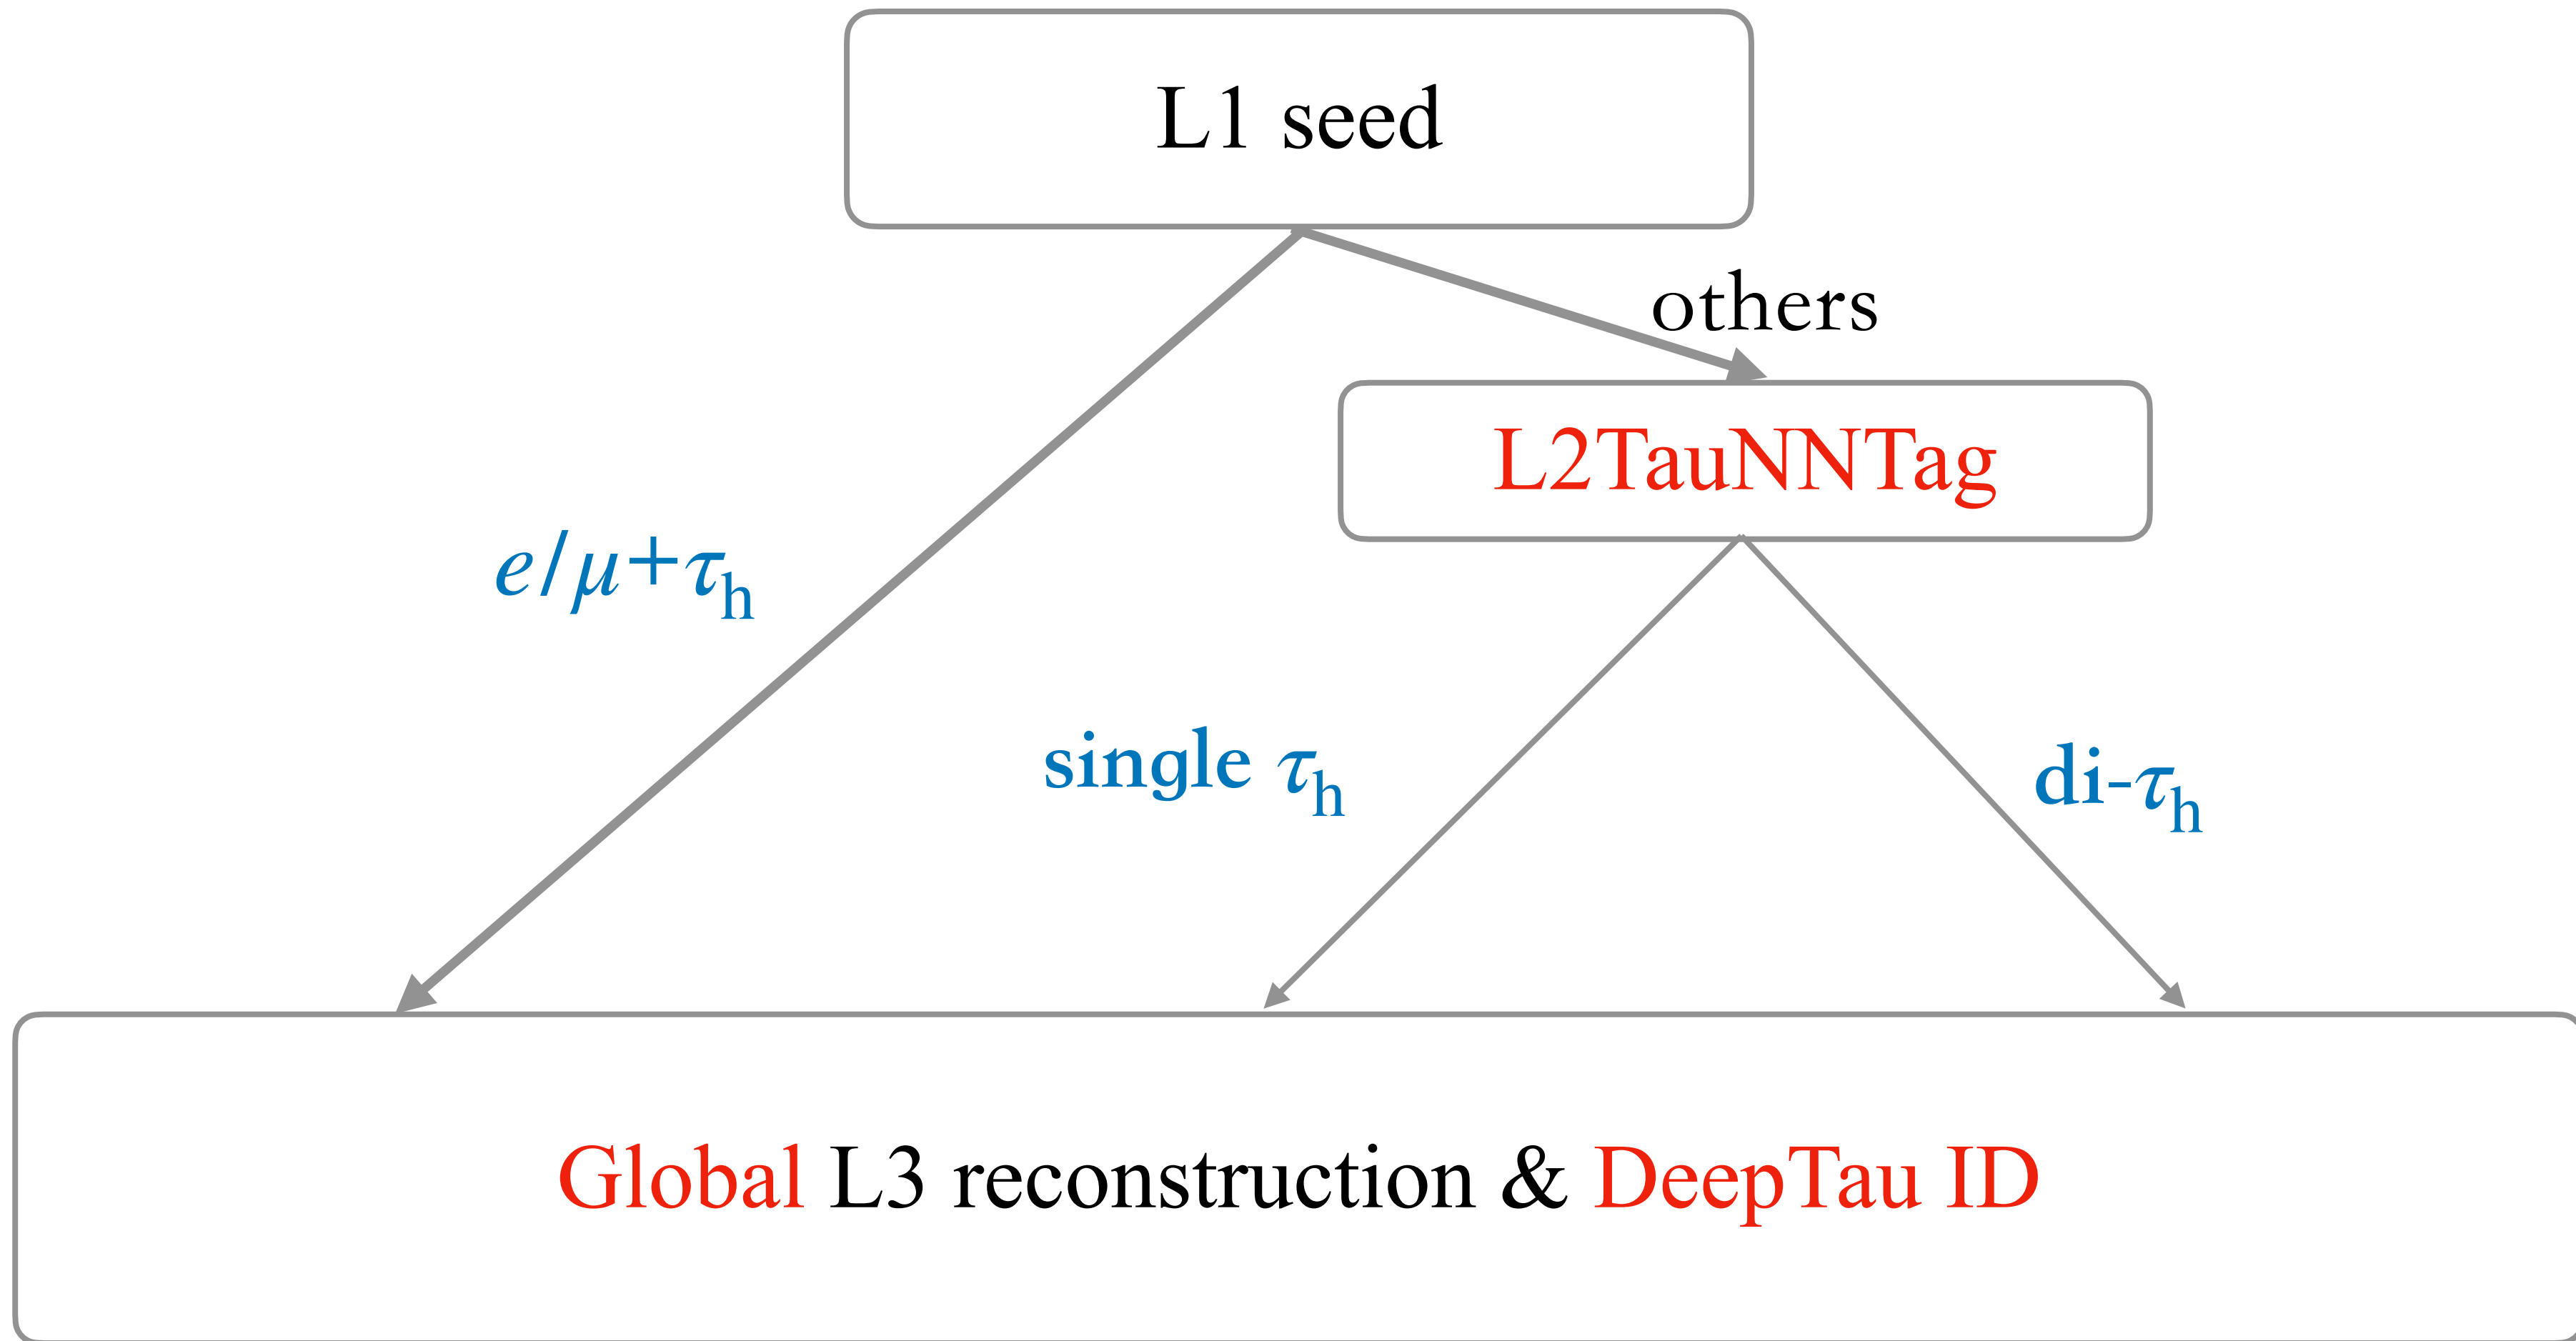 L1 seed
others
L2TauNNTag
e/μ+τh
single τh
di-τh
Global L3 reconstruction & DeepTau ID